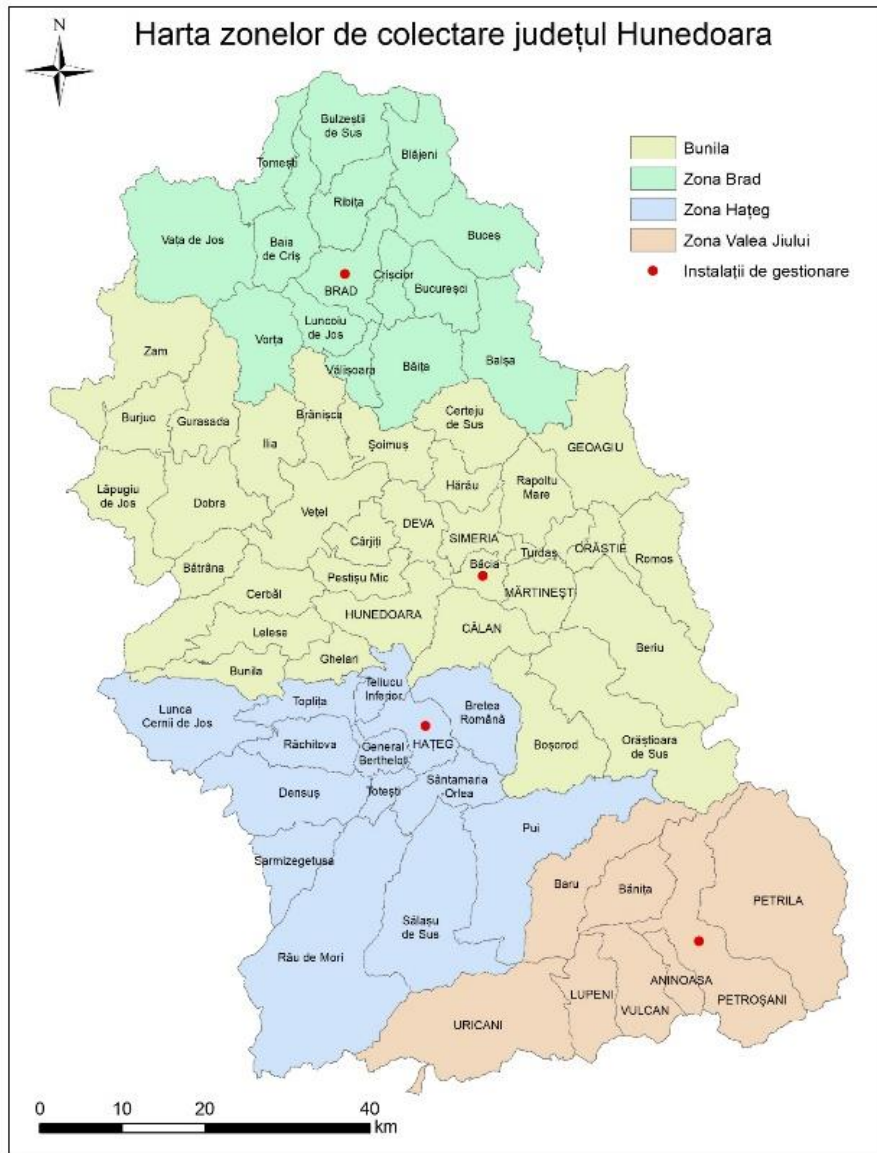 Harta zonelor de colectare județul Hunedoara
N
Bunila
Zona Brad
Zona Hațeg
Zona Valea Jiului
Instalații de gestionare
Bulzeștii
de Sus
Blăjeni
Tomești
Ribița
Vața de Jos
Baia
de Criș
Buceș
Crișcior
BRAD
București
Luncoiu
de Jos
Vorța
Zam
Vălișoara
Băița
Balșa
Burjuc
Gurasada
Brănișca
Certeju
de Sus
Ilia
Șoimuș
GEOAGIU
Lăpugiu
de Jos
Dobra
Hărău
Rapoltu
Mare
Vețel
DEVA
Cârjiți
SIMERIA
Turdaș
ORĂȘTIE
Romos
Bătrâna
Băcia
Pestișu Mic
Cerbăl
MĂRTINEȘTI
HUNEDOARA
Lelese
CĂLAN
Beriu
Ghelari
Bunila
Teliucu
Inferior
Toplița
Lunca
Cernii de Jos
Bretea
Română
Răchitova
General
Berthelot
HAȚEG
Boșorod
Orăștioara
de Sus
Densuș
Totești
Sântamaria
-Orlea
Pui
Sarmizegetusa
Baru
Bănița
PETRILA
Sălașu
de Sus
Râu de Mori
ANINOASA
LUPENI
VULCAN
PETROȘANI
URICANI
0 10 20 40
km